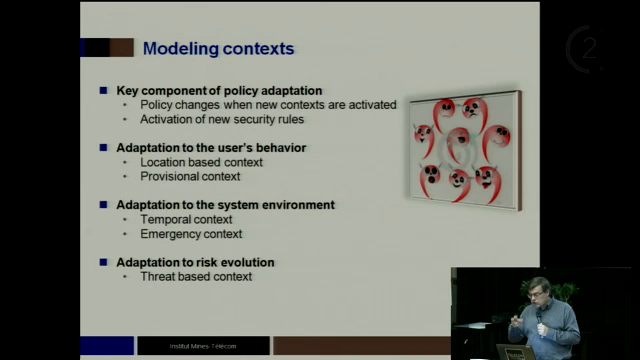 Modeling contexts
Key component of policy adaptation
Policy changes when new contexts are activated
Activation of new security rules
Adaptation to the user's behavior
Location based context
Provisional context
Adaptation to the system environment
Temporal context
Emergency context
Adaptation to risk evolution
Threat based context
Institut Mines-Télécom
2